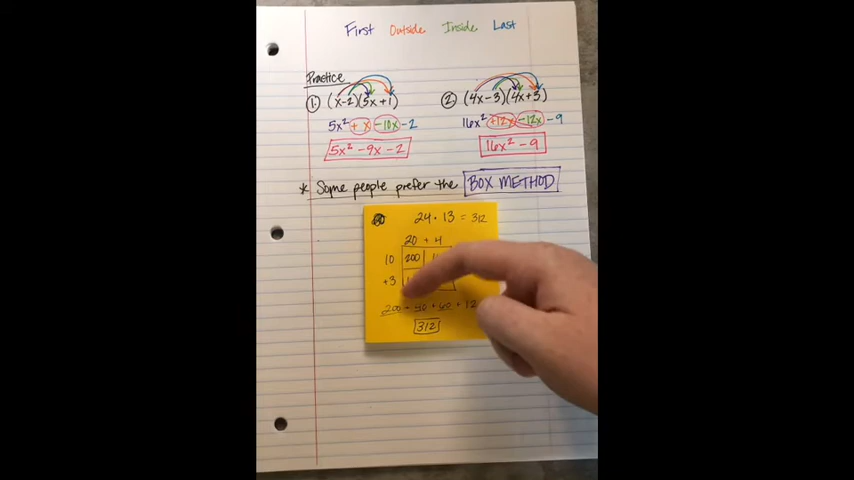 First Outside Inside Last
Practice
1. (x-2)(5x+1)
5x² + x -10x -2
5x² - 9x - 2
2. (4x-3)(4x+3)
16x² +12x -12x -9
16x² - 9
* Some people prefer the BOX METHOD
24 · 13 = 312
20 + 4
10 200
+3
200 + 40 + 60 + 12
312